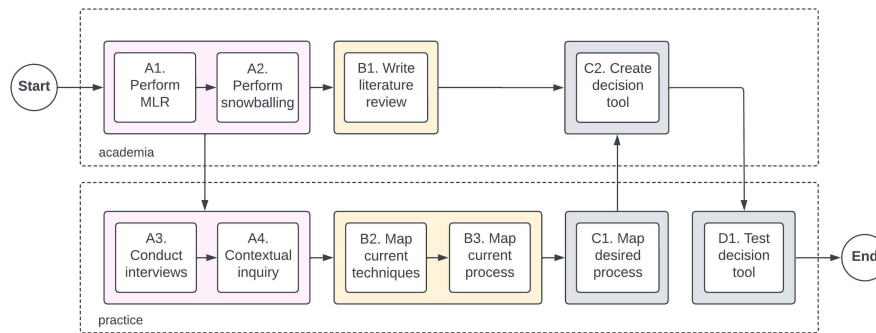 Start
A1.
Perform
MLR
A2.
Perform
snowballing
B1. Write
literature
review
C2. Create
decision
tool
academia
A3.
Conduct
interviews
A4.
Contextual
inquiry
B2. Map
current
techniques
B3. Map
current
process
C1. Map
desired
process
D1. Test
decision
tool
End
practice